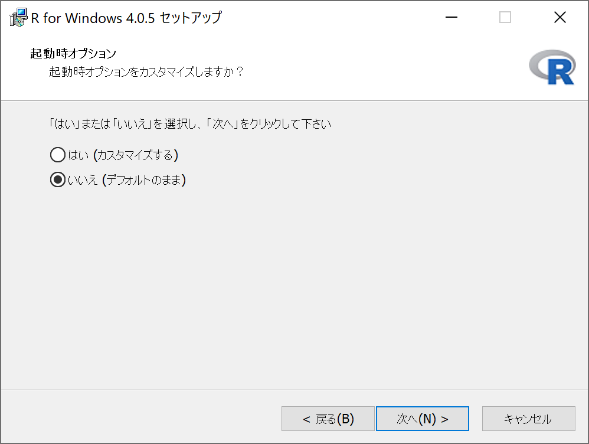 R for Windows 4.0.5 セットアップ
起動時オプション
起動時オプションをカスタマイズしますか？
R
「はい」または「いいえ」を選択し、「次へ」をクリックして下さい
はい (カスタマイズする)
いいえ (デフォルトのまま)
< 戻る(B)
次へ(N) >
キャンセル